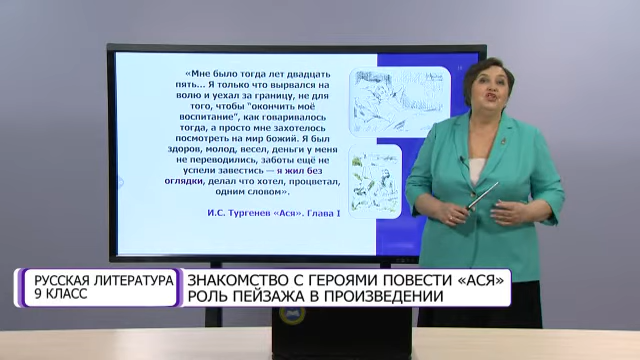 «Мне было тогда лет двадцать
пять... Я только что вырвался на
волю и уехал за границу, не для
того, чтобы "окончить моё
воспитание", как говаривалось
тогда, а просто мне захотелось
посмотреть на мир божий. Я был
здоров, молод, весел, деньги у меня
не переводились, заботы ещё не
успели завестись — я жил без
оглядки, делал что хотел, процветал,
одним словом».
И.С. Тургенев «Ася». Глава I
РУССКАЯ ЛИТЕРАТУРА
9 КЛАСС
ЗНАКОМСТВО С ГЕРОЯМИ ПОВЕСТИ «АСЯ»
РОЛЬ ПЕЙЗАЖА В ПРОИЗВЕДЕНИИ